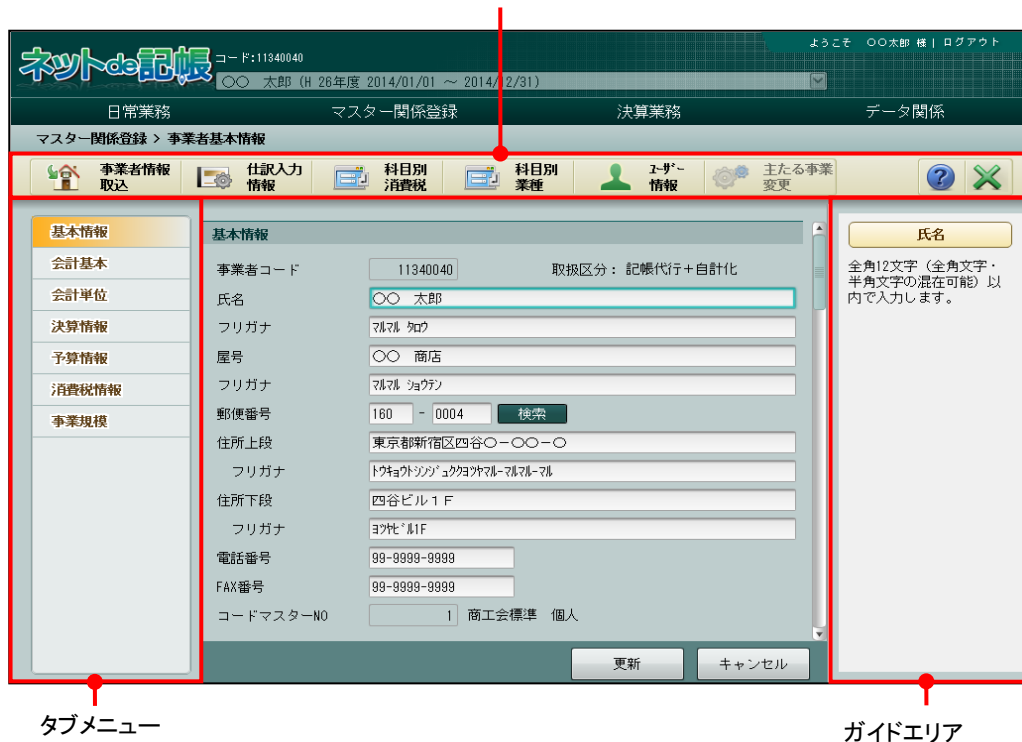 ようこそ 〇〇太郎 様 | ログアウト
ネットde記帳
コード:11340040
〇〇 太郎 (H 26年度 2014/01/01 ～ 2014/12/31)
日常業務 マスター関係登録 決算業務 データ関係
マスター関係登録 > 事業者基本情報
事業者情報 仕訳入力 科目別 科目別 ﾕｰｻﾞｰ 主たる事業
取込 情報 消費税 業種 情報 変更
基本情報
会計基本
会計単位
決算情報
予算情報
消費税情報
事業規模
基本情報
事業者コード 11340040 取扱区分： 記帳代行＋自計化
氏名 〇〇 太郎
フリガナ ﾏﾙﾏﾙ ﾀﾛｳ
屋号 〇〇 商店
フリガナ ﾏﾙﾏﾙ ｼｮｳﾃﾝ
郵便番号 160 - 0004 検索
住所上段 東京都新宿区四谷〇－〇〇－〇
フリガナ ﾄｳｷｮｳﾄｼﾝｼﾞｭｸｸﾖﾂﾔﾏﾙ-ﾏﾙﾏﾙ-ﾏﾙ
住所下段 四谷ビル１Ｆ
フリガナ ﾖﾂﾔﾋﾞﾙ1F
電話番号 99-9999-9999
FAX番号 99-9999-9999
コードマスターNO 1 商工会標準 個人
更新 キャンセル
氏名
全角12文字（全角文字・
半角文字の混在可能）以
内で入力します。
タブメニュー
ガイドエリア